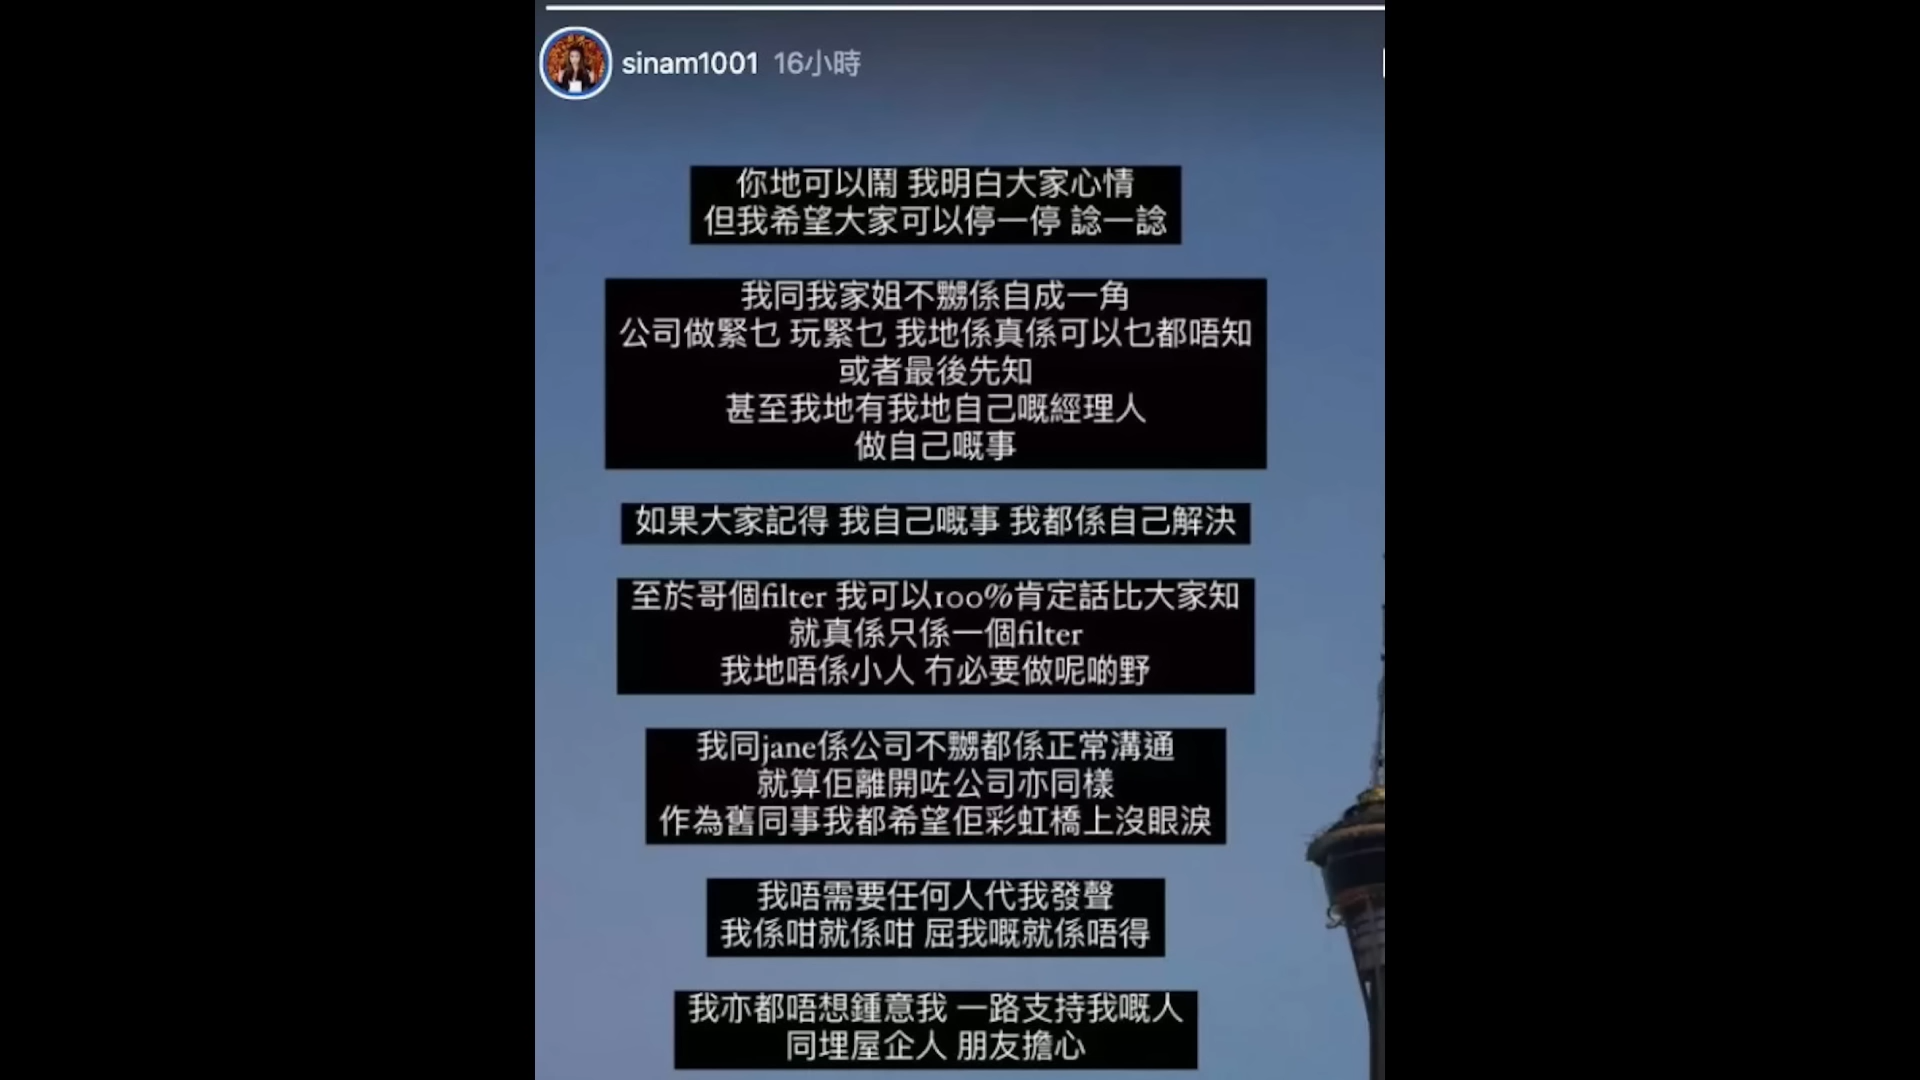 sinam1001 16小時
你地可以鬧 我明白大家心情
但我希望大家可以停一停 諗一諗
我同我家姐不嬲係自成一角
公司做緊乜 玩緊乜 我地係真係可以乜都唔知
或者最後先知
甚至我地有我地自己嘅經理人
做自己嘅事
如果大家記得 我自己嘅事 我都係自己解決
至於哥個filter 我可以100%肯定話比大家知
就真係只係一個filter
我地唔係小人 冇必要做呢啲野
我同jane係公司不嬲都係正常溝通
就算佢離開咗公司亦同樣
作為舊同事我都希望佢彩虹橋上沒眼淚
我唔需要任何人代我發聲
我係咁就係咁 屈我嘅就係唔得
我亦都唔想鍾意我 一路支持我嘅人
同埋屋企人 朋友擔心